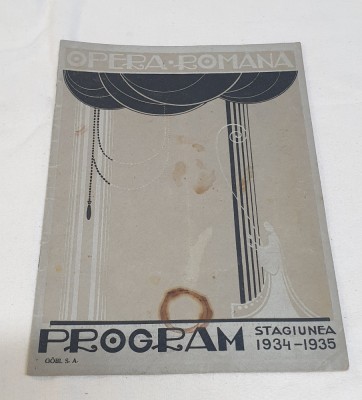 OPERA · ROMANA
PROGRAM
STAGIUNEA
1934-1935
GÖBL S. A.